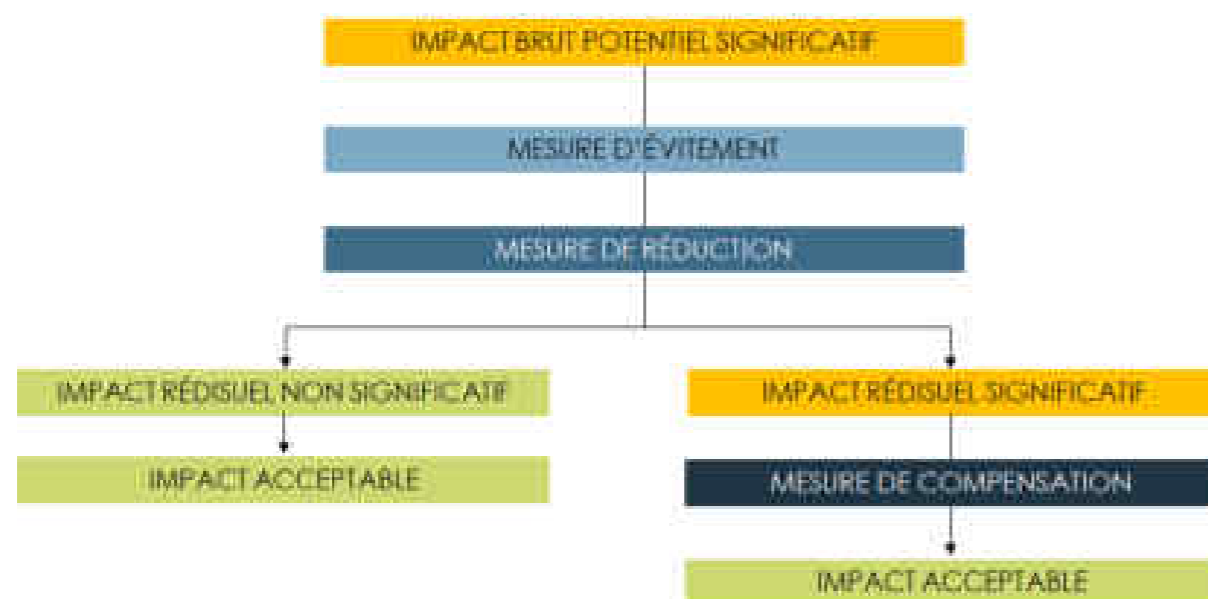 IMPACT BRUT POTENTIEL SIGNIFICATIF
MESURE D'ÉVITEMENT
MESURE DE RÉDUCTION
IMPACT RÉDISUEL NON SIGNIFICATIF
IMPACT RÉDISUEL SIGNIFICATIF
IMPACT ACCEPTABLE
MESURE DE COMPENSATION
IMPACT ACCEPTABLE